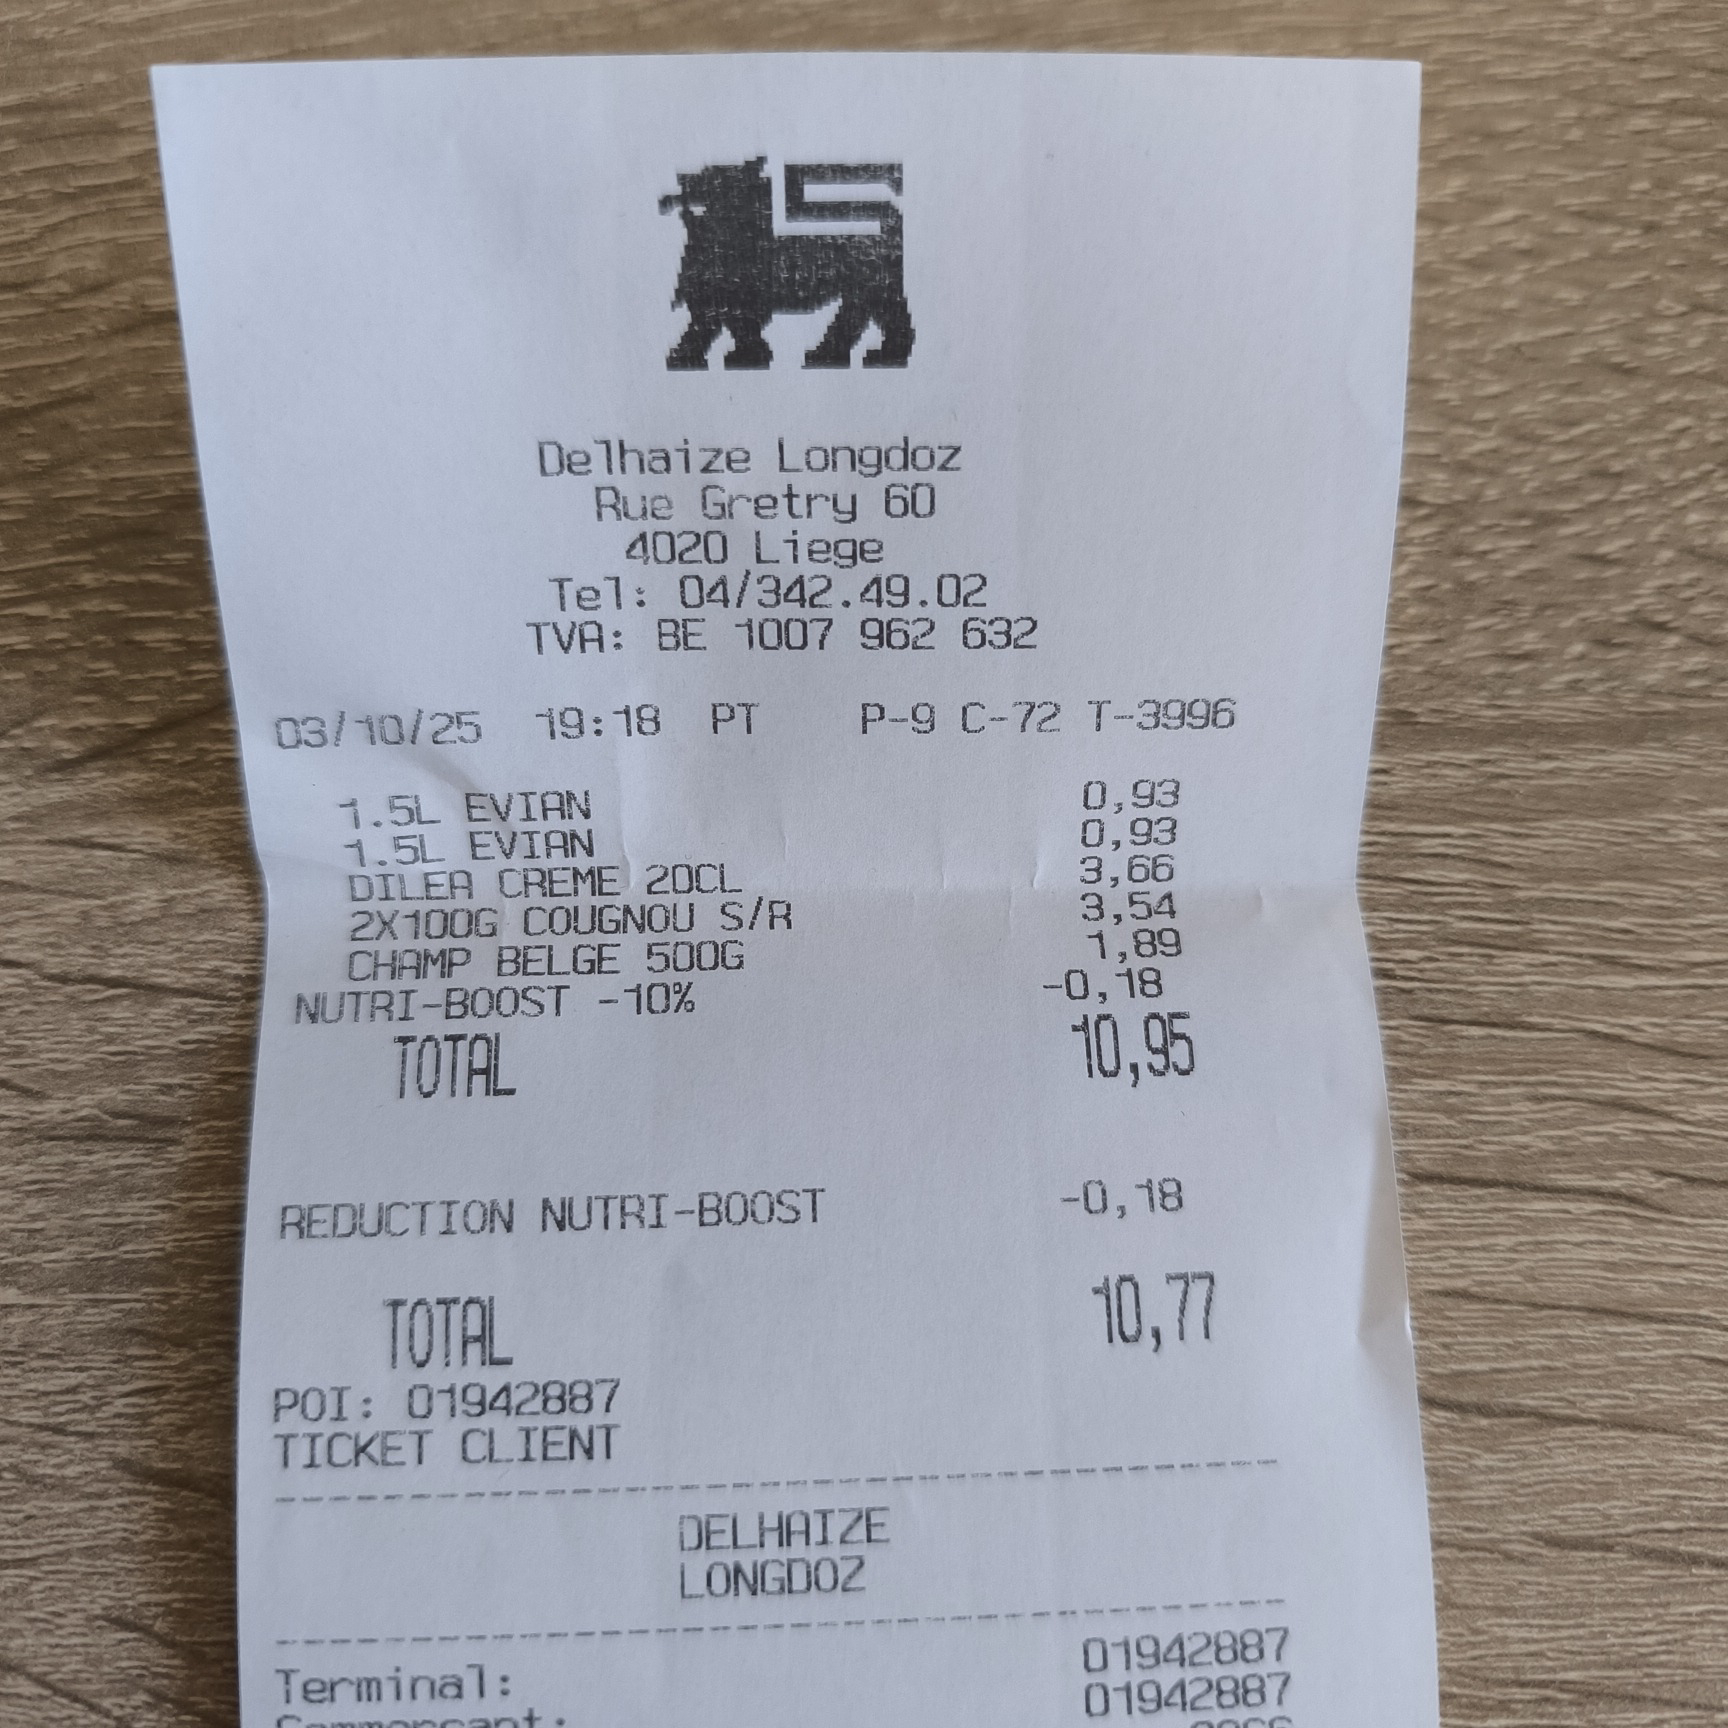 Delhaize Longdoz
Rue Gretry 60
4020 Liege
Tel: 04/342.49.02
TVA: BE 1007 962 632
03/10/25 19:18 PT P-9 C-72 T-3996
1.5L EVIAN 0,93
1.5L EVIAN 0,93
DILEA CREME 20CL 3,66
2X100G COUGNOU S/R 3,54
CHAMP BELGE 500G 1,89
NUTRI-BOOST -10% -0,18
TOTAL 10,95
REDUCTION NUTRI-BOOST -0,18
TOTAL 10,77
POI: 01942887
TICKET CLIENT
DELHAIZE
LONGDOZ
Terminal: 01942887
01942887